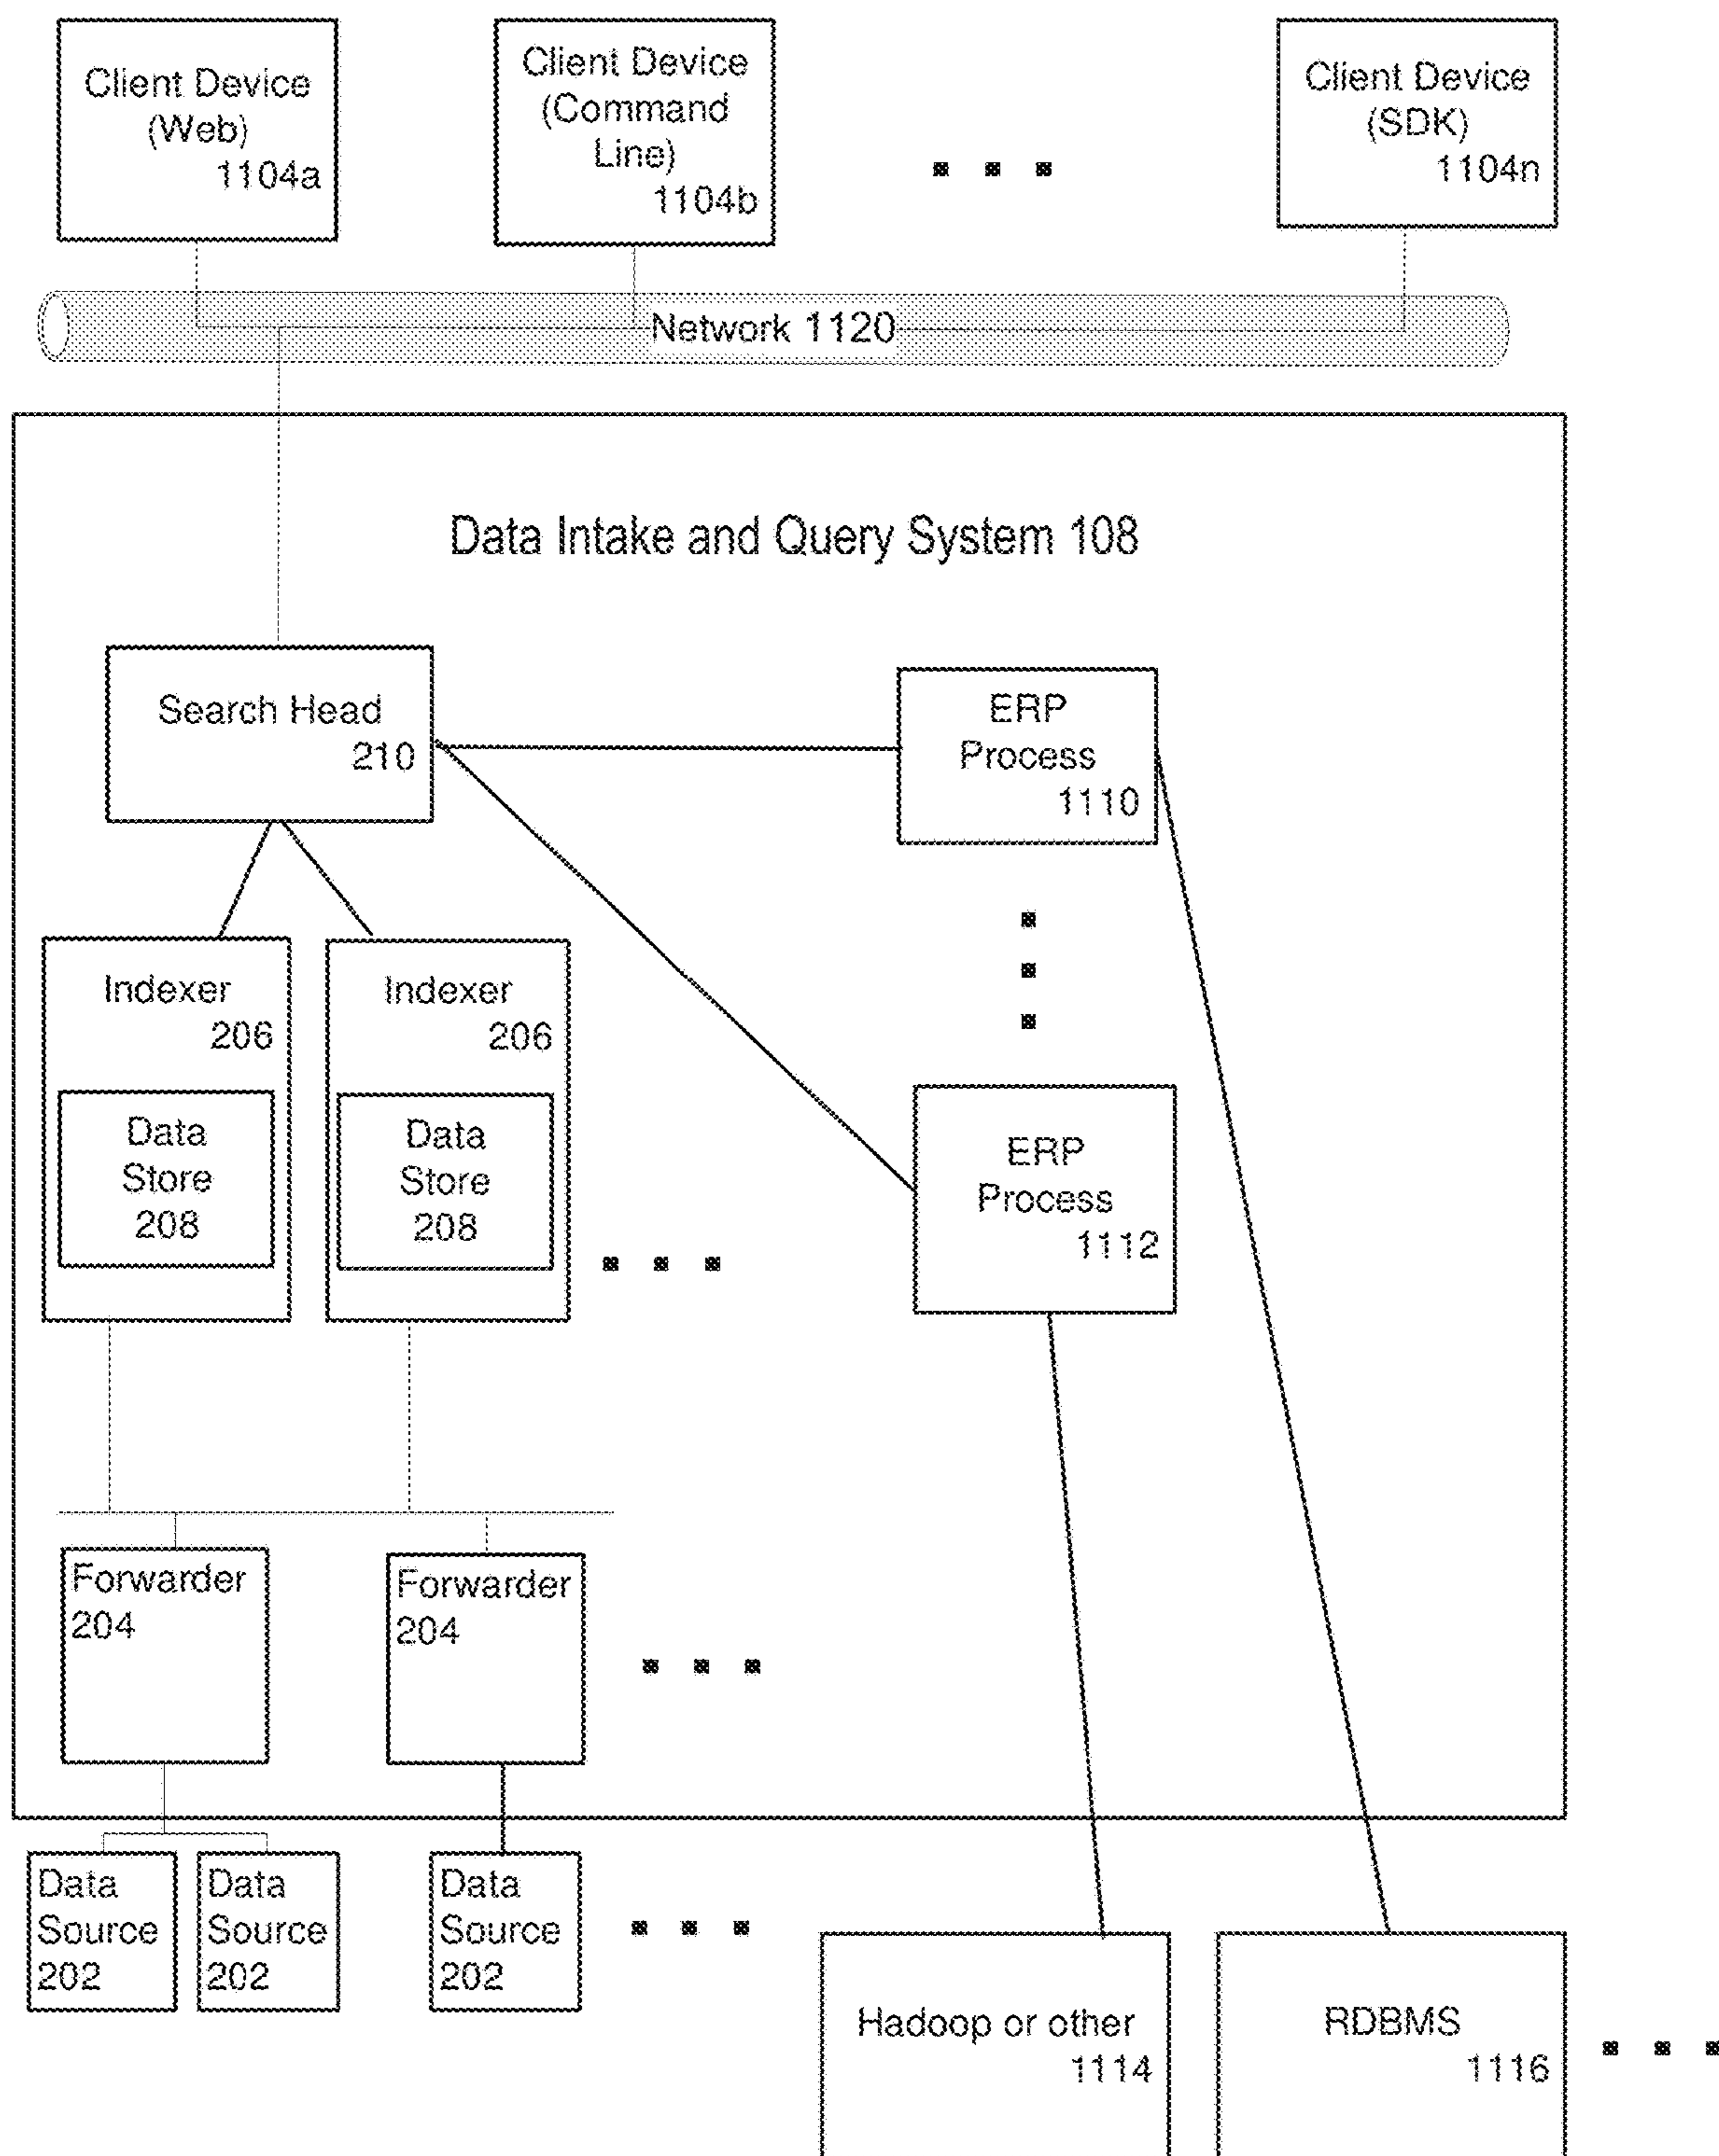 Client Device
(Web)
1104a
Client Device
(Command
Line)
1104b
Client Device
(SDK)
1104n
Network 1120
Data Intake and Query System 108
Search Head
210
ERP
Process
1110
Indexer
206
Data
Store
208
Indexer
206
Data
Store
208
ERP
Process
1112
Forwarder
204
Forwarder
204
Data
Source
202
Data
Source
202
Data
Source
202
Hadoop or other
1114
RDBMS
1116